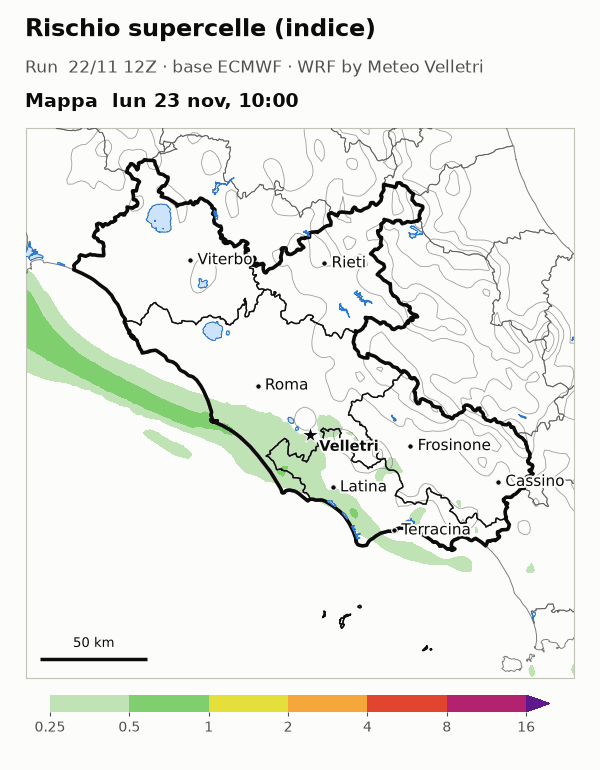 Rischio supercelle (indice)
Run 22/11 12Z · base ECMWF · WRF by Meteo Velletri
Mappa lun 23 nov, 10:00
Viterbo
Rieti
Roma
Velletri
Frosinone
Cassino
Latina
Terracina
50 km
0.25 0.5 1 2 4 8 16